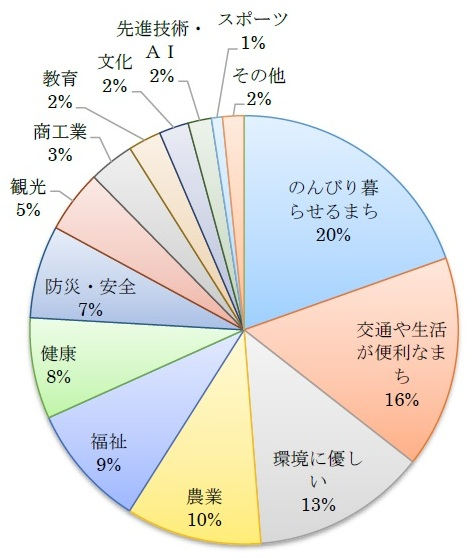 のんびり暮
らせるまち
20%
交通や生活
が便利なま
ち
16%
環境に優し
い
13%
農業
10%
福祉
9%
健康
8%
防災・安全
7%
観光
5%
商工業
3%
教育
2%
文化
2%
先進技術・
ＡＩ
2%
スポーツ
1%
その他
2%